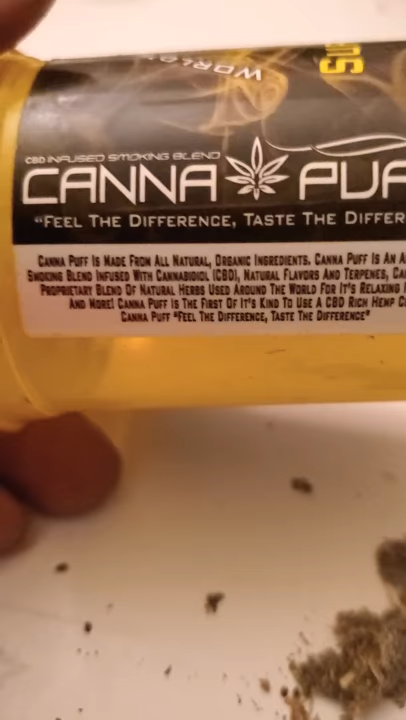 WORLD
CBD INFUSED SMOKING BLEND
CANNA PUF
"FEEL THE DIFFERENCE, TASTE THE DIFFER
CANNA PUFF IS MADE FROM ALL NATURAL, ORGANIC INGREDIENTS. CANNA PUFF IS AN A
SMOKING BLEND INFUSED WITH CANNABIDIOL (CBD), NATURAL FLAVORS AND TERPENES, CA
PROPRIETARY BLEND OF NATURAL HERBS USED AROUND THE WORLD FOR IT'S RELAXING
AND MORE! CANNA PUFF IS THE FIRST OF IT'S KIND TO USE A CBD RICH HEMP
CANNA PUFF "FEEL THE DIFFERENCE, TASTE THE DIFFERENCE"